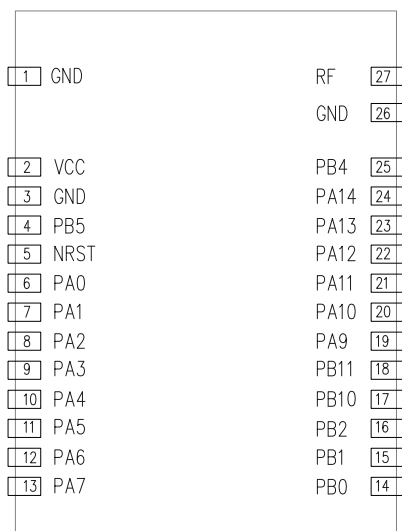 1 GND RF 27
GND 26
2 VCC PB4 25
3 GND PA14 24
4 PB5 PA13 23
5 NRST PA12 22
6 PA0 PA11 21
7 PA1 PA10 20
8 PA2 PA9 19
9 PA3 PB11 18
10 PA4 PB10 17
11 PA5 PB2 16
12 PA6 PB1 15
13 PA7 PB0 14